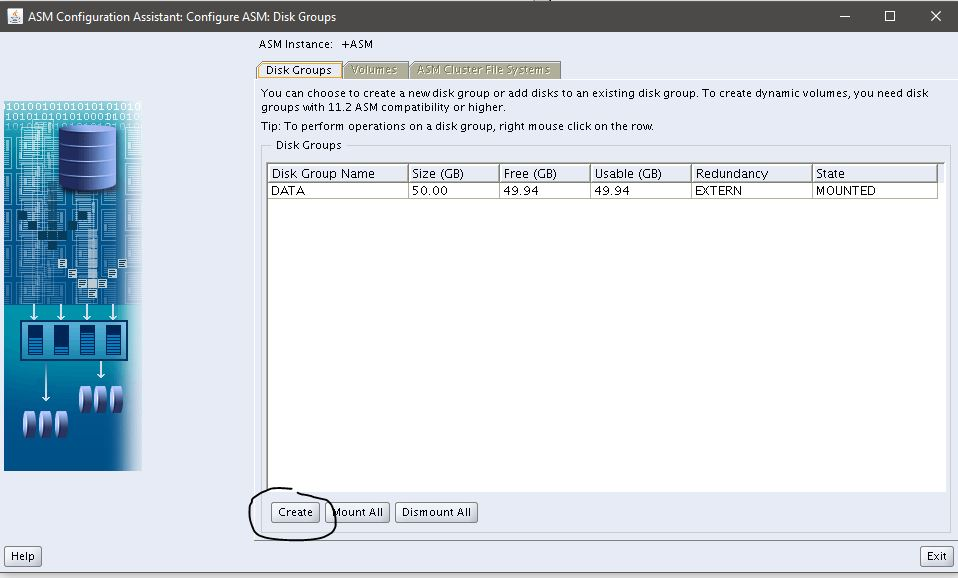 ASM Configuration Assistant: Configure ASM: Disk Groups
ASM Instance: +ASM
Disk Groups Volumes ASM Cluster File Systems
You can choose to create a new disk group or add disks to an existing disk group. To create dynamic volumes, you need disk
groups with 11.2 ASM compatibility or higher.
Tip: To perform operations on a disk group, right mouse click on the row.
Disk Groups
Disk Group Name Size (GB) Free (GB) Usable (GB) Redundancy State
DATA 50.00 49.94 49.94 EXTERN MOUNTED
Create Mount All Dismount All
Help Exit